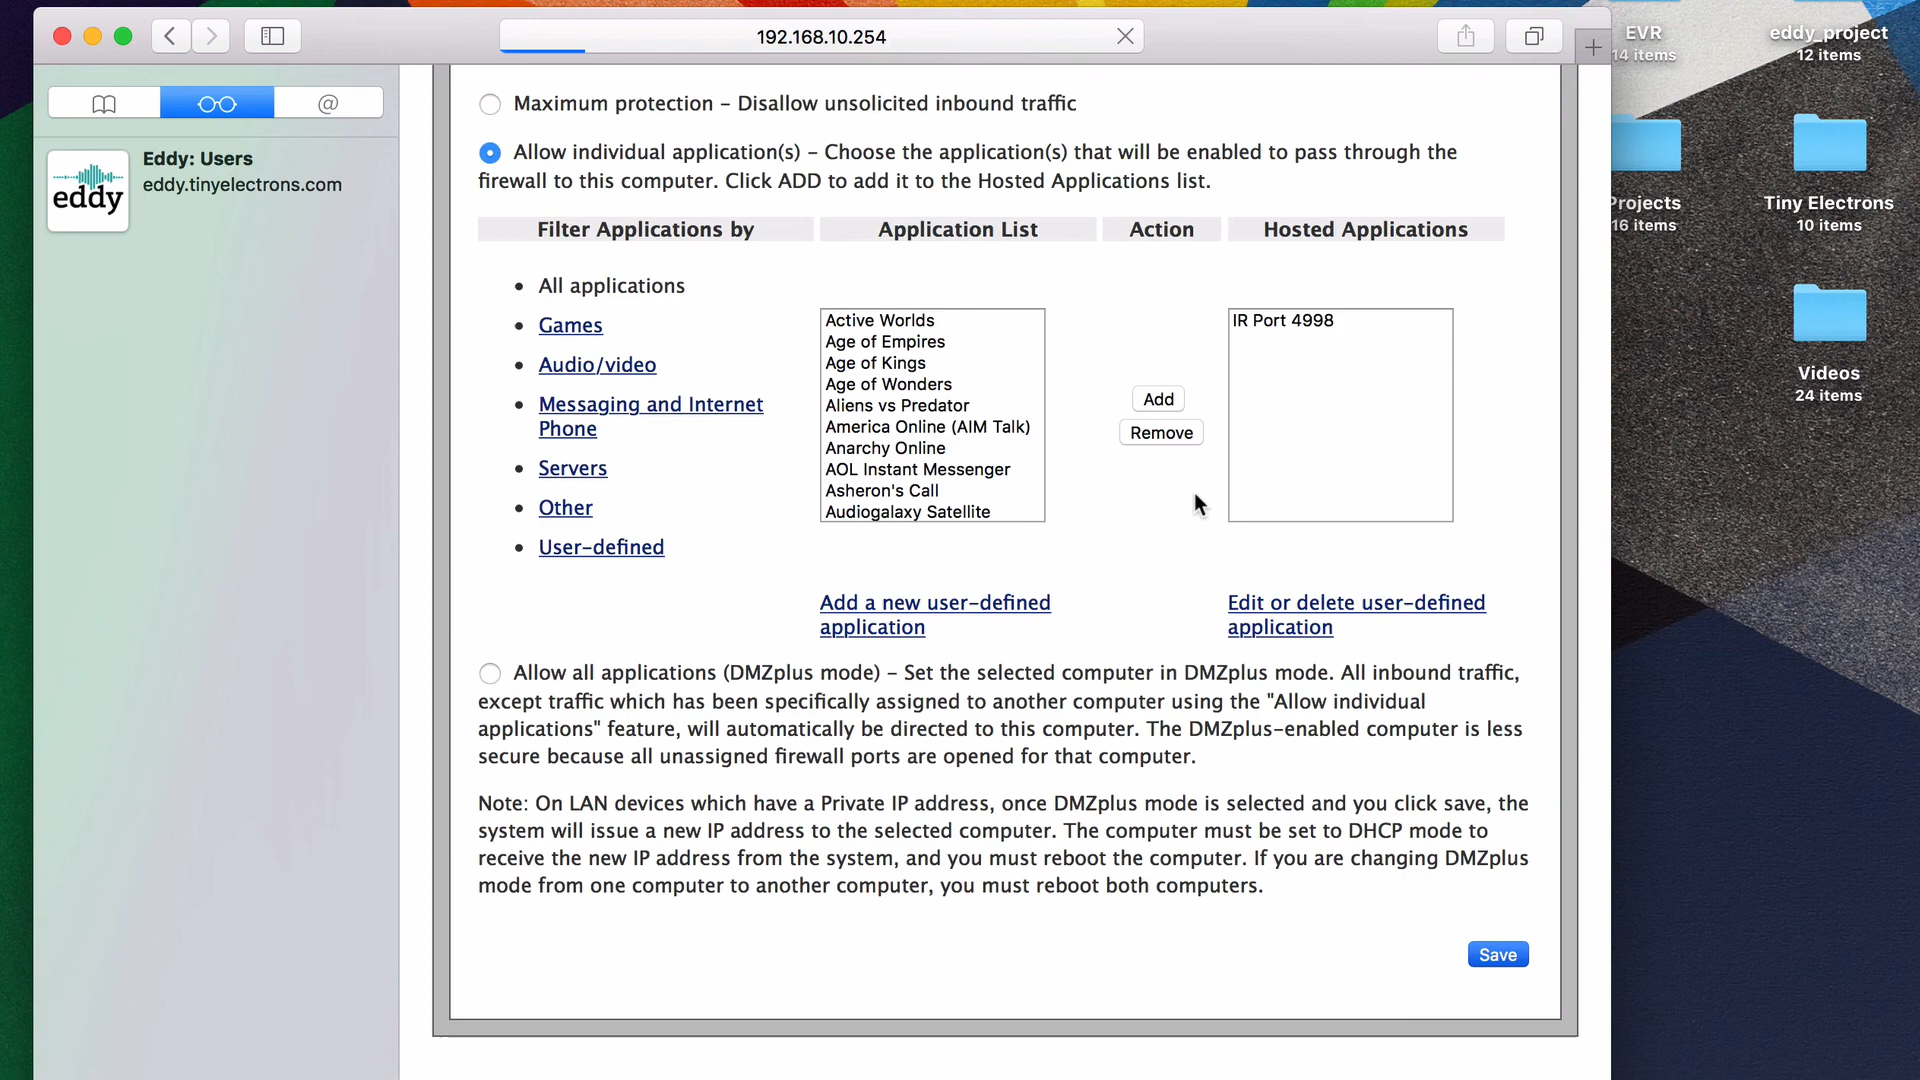 192.168.10.254
EVR
14 items
eddy_project
12 items
@
eddy
Eddy: Users
eddy.tinyelectrons.com
Projects
16 items
Tiny Electrons
10 items
Videos
24 items
Maximum protection – Disallow unsolicited inbound traffic
Allow individual application(s) – Choose the application(s) that will be enabled to pass through the
firewall to this computer. Click ADD to add it to the Hosted Applications list.
Filter Applications by
Application List
Action
Hosted Applications
• All applications
• Games
• Audio/video
• Messaging and Internet
Phone
• Servers
• Other
• User–defined
Active Worlds
Age of Empires
Age of Kings
Age of Wonders
Aliens vs Predator
America Online (AIM Talk)
Anarchy Online
AOL Instant Messenger
Asheron's Call
Audiogalaxy Satellite
Add
Remove
IR Port 4998
Add a new user–defined
application
Edit or delete user–defined
application
Allow all applications (DMZplus mode) – Set the selected computer in DMZplus mode. All inbound traffic,
except traffic which has been specifically assigned to another computer using the "Allow individual
applications" feature, will automatically be directed to this computer. The DMZplus–enabled computer is less
secure because all unassigned firewall ports are opened for that computer.
Note: On LAN devices which have a Private IP address, once DMZplus mode is selected and you click save, the
system will issue a new IP address to the selected computer. The computer must be set to DHCP mode to
receive the new IP address from the system, and you must reboot the computer. If you are changing DMZplus
mode from one computer to another computer, you must reboot both computers.
Save